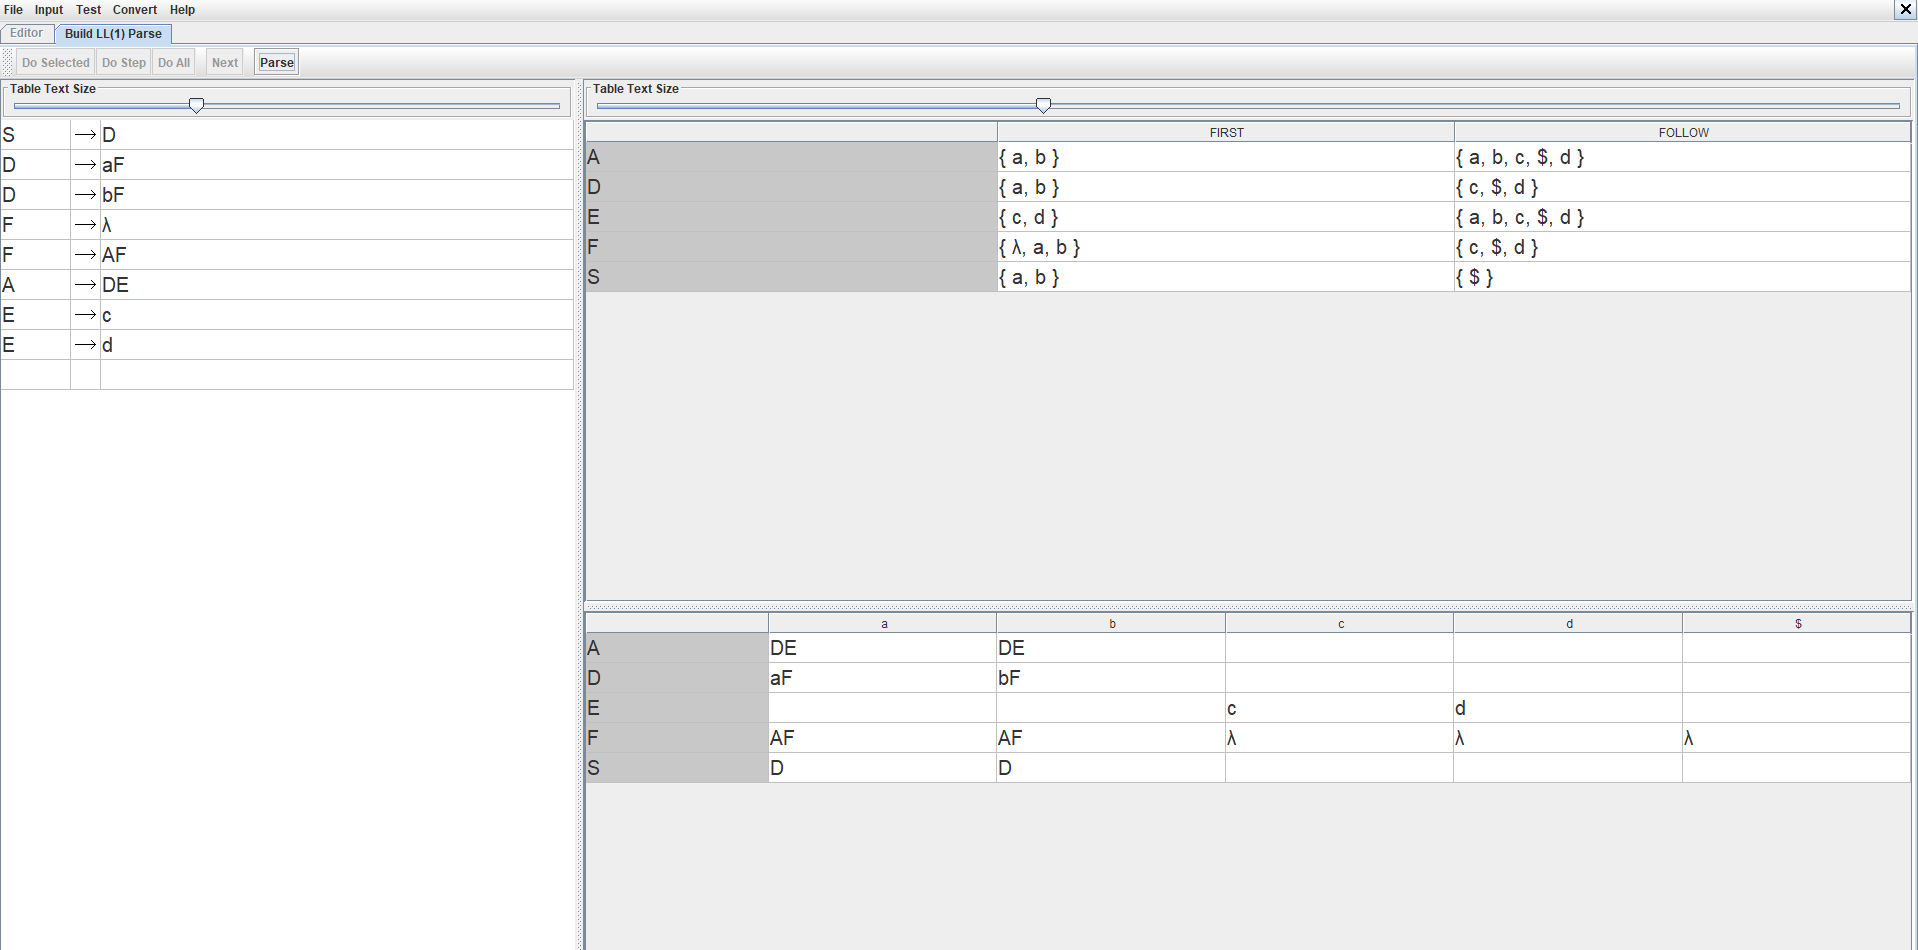 File Input Test Convert Help
Editor Build LL(1) Parse
Do Selected Do Step Do All Next Parse
Table Text Size
S → D
D → aF
D → bF
F → λ
F → AF
A → DE
E → c
E → d
Table Text Size
FIRST FOLLOW
A { a, b } { a, b, c, $, d }
D { a, b } { c, $, d }
E { c, d } { a, b, c, $, d }
F { λ, a, b } { c, $, d }
S { a, b } { $ }
a b c d $
A DE DE
D aF bF
E c d
F AF AF λ λ λ
S D D